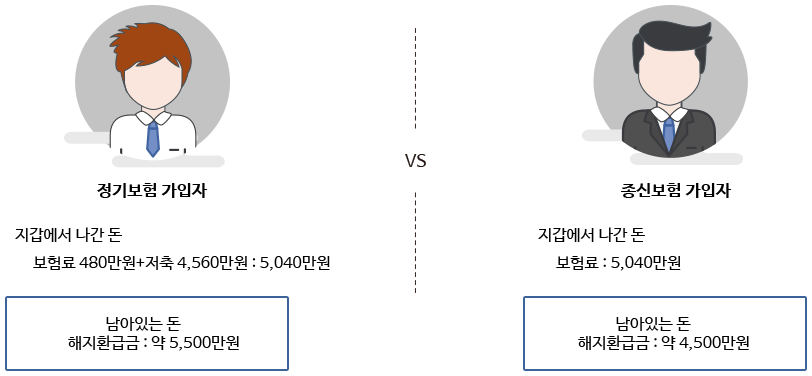 정기보험 가입자
지갑에서 나간 돈
보험료 480만원+저축 4,560만원 : 5,040만원
남아있는 돈
해지환급금 : 약 5,500만원
VS
종신보험 가입자
지갑에서 나간 돈
보험료 : 5,040만원
남아있는 돈
해지환급금 : 약 4,500만원